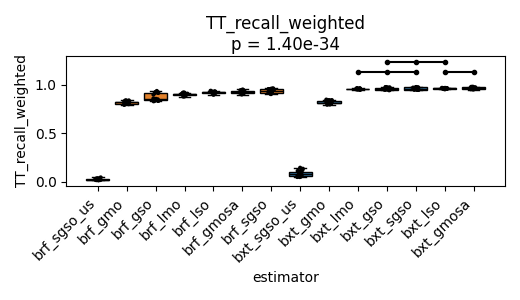 TT_recall_weighted
p = 1.40e-34
TT_recall_weighted
1.0
0.5
0.0
brf_sgso_us
brf_gmo
brf_gso
brf_lmo
brf_lso
brf_gmosa
brf_sgso
bxt_sgso_us
bxt_gmo
bxt_lmo
bxt_gso
bxt_sgso
bxt_lso
bxt_gmosa
estimator